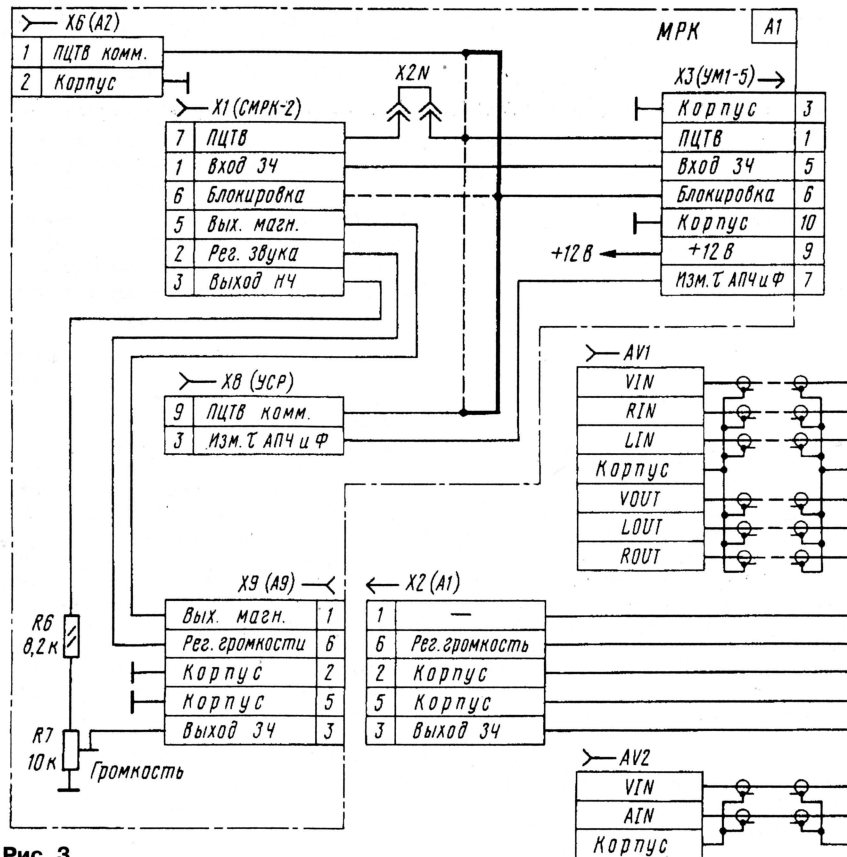 X6 (A2)
1 ПЦТВ комм.
2 Корпус
МРК A1
X2N
X3 (УМ1-5)
Корпус 3
ПЦТВ 1
Вход ЗЧ 5
Блокировка 6
Корпус 10
+12 В +12 В 9
Изм. τ АПЧ и Ф 7
X1 (СМРК-2)
7 ПЦТВ
1 Вход ЗЧ
6 Блокировка
5 Вых. магн.
2 Рег. звука
3 Выход НЧ
X8 (УСР)
9 ПЦТВ комм.
3 Изм. τ АПЧ и Ф
AV1
VIN
RIN
LIN
Корпус
VOUT
LOUT
ROUT
X9 (A9)
Вых. магн. 1
Рег. громкости 6
Корпус 2
Корпус 5
Выход ЗЧ 3
X2 (A1)
1 —
6 Рег. громкость
2 Корпус
5 Корпус
3 Выход ЗЧ
R6
8,2 к
R7
10 к
Громкость
AV2
VIN
AIN
Корпус
Рис. 3